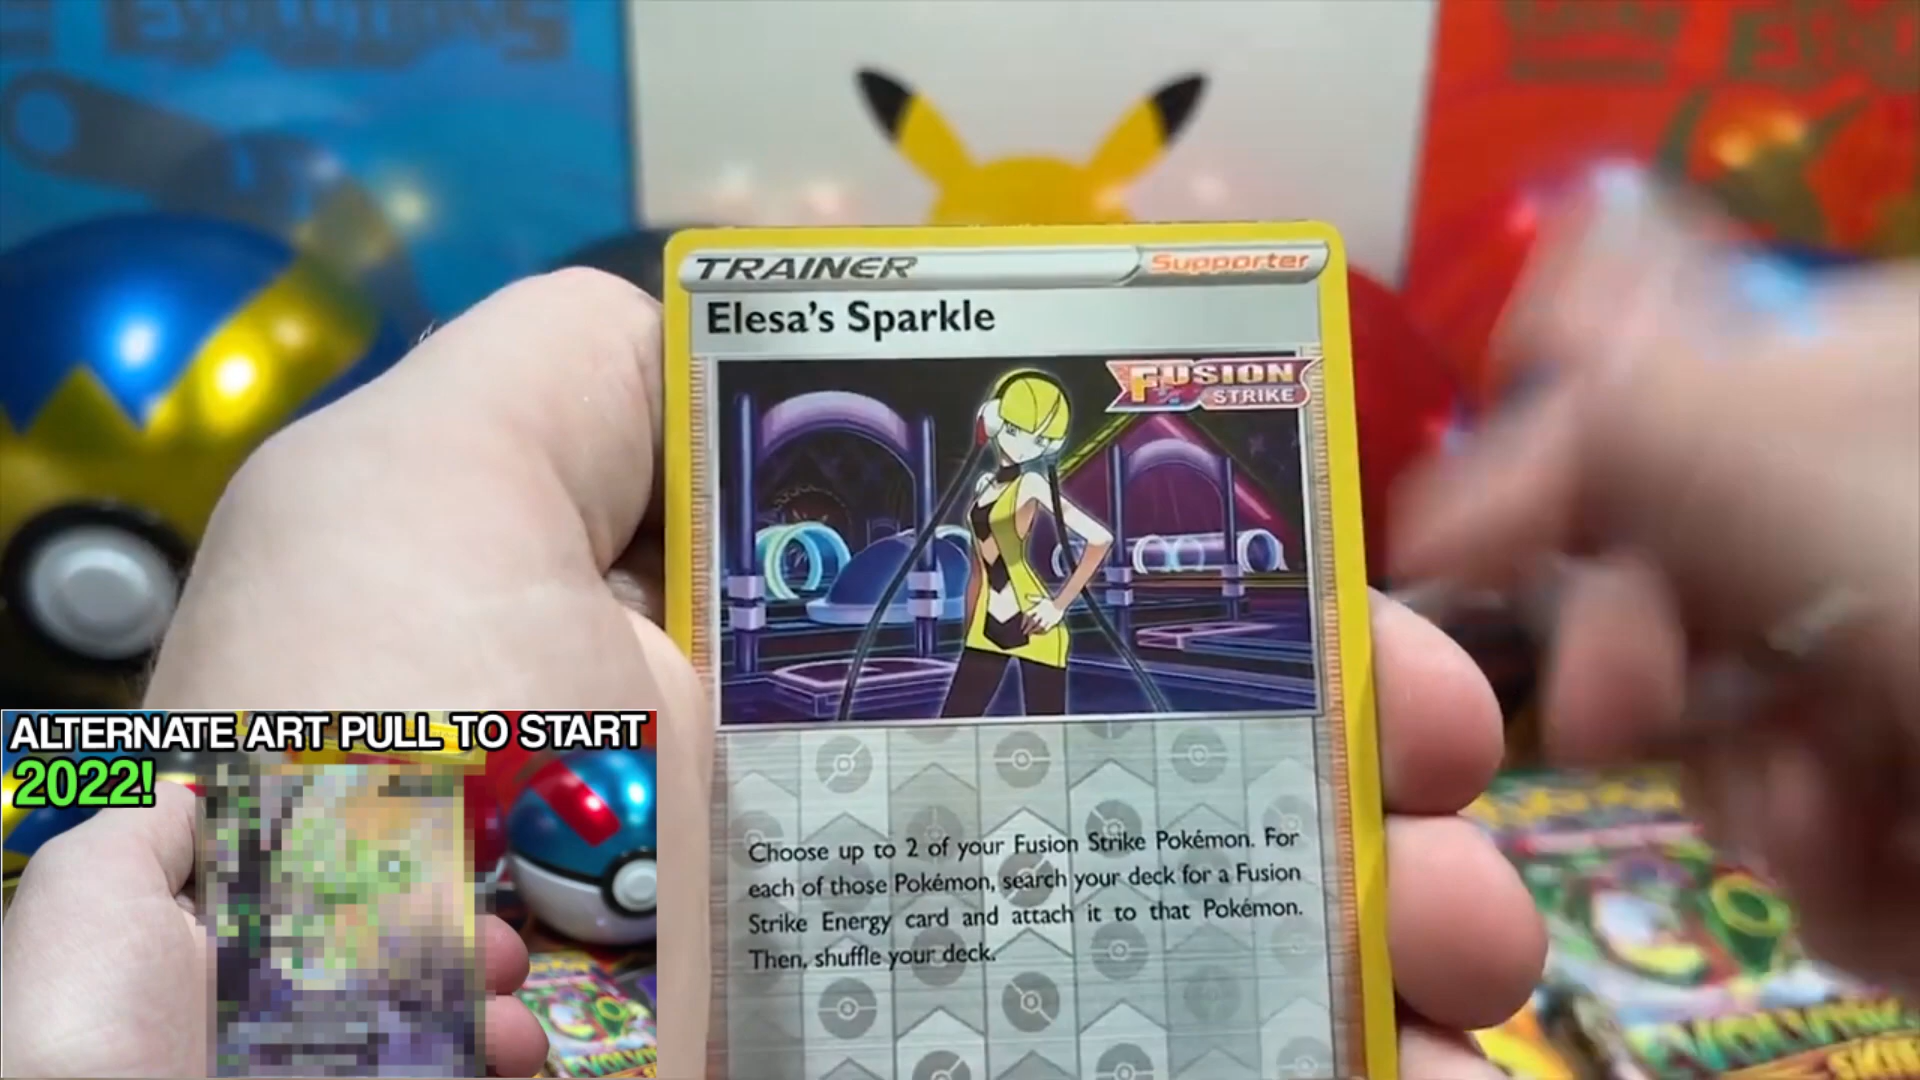 TRAINER
Supporter
Elesa's Sparkle
FUSION
STRIKE
Choose up to 2 of your Fusion Strike Pokémon. For
each of those Pokémon, search your deck for a Fusion
Strike Energy card and attach it to that Pokémon.
Then, shuffle your deck.
ALTERNATE ART PULL TO START
2022!